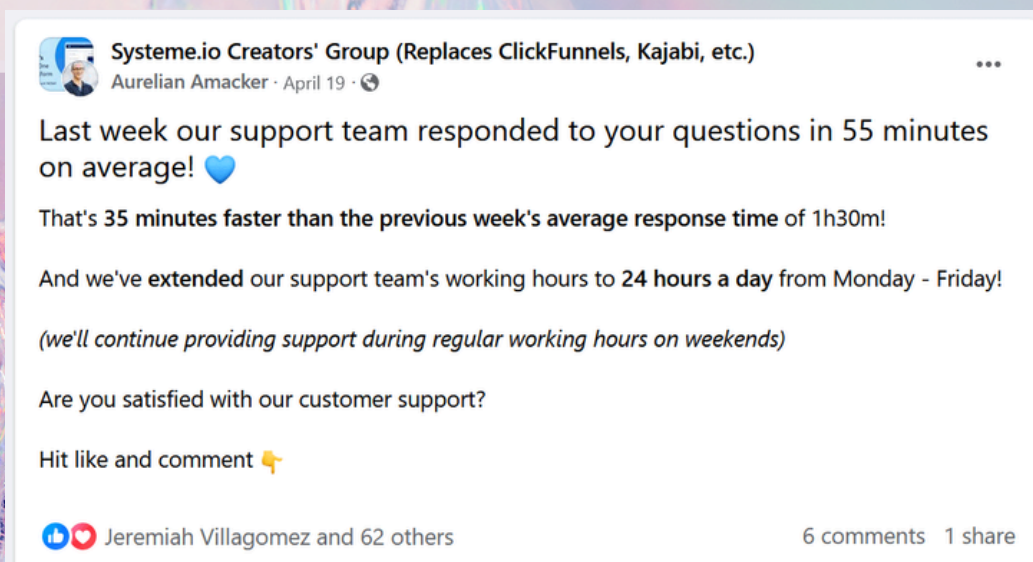 Systeme.io Creators' Group (Replaces ClickFunnels, Kajabi, etc.)
Aurelian Amacker · April 19 ·
Last week our support team responded to your questions in 55 minutes
on average! 💙
That's 35 minutes faster than the previous week's average response time of 1h30m!
And we've extended our support team's working hours to 24 hours a day from Monday - Friday!
(we'll continue providing support during regular working hours on weekends)
Are you satisfied with our customer support?
Hit like and comment 👇
Jeremiah Villagomez and 62 others 6 comments 1 share